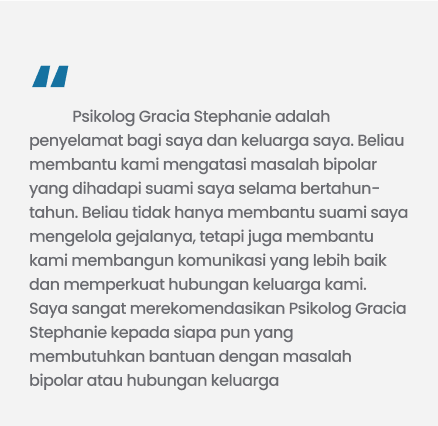 "
Psikolog Gracia Stephanie adalah
penyelamat bagi saya dan keluarga saya. Beliau
membantu kami mengatasi masalah bipolar
yang dihadapi suami saya selama bertahun-
tahun. Beliau tidak hanya membantu suami saya
mengelola gejalanya, tetapi juga membantu
kami membangun komunikasi yang lebih baik
dan memperkuat hubungan keluarga kami.
Saya sangat merekomendasikan Psikolog Gracia
Stephanie kepada siapa pun yang
membutuhkan bantuan dengan masalah
bipolar atau hubungan keluarga